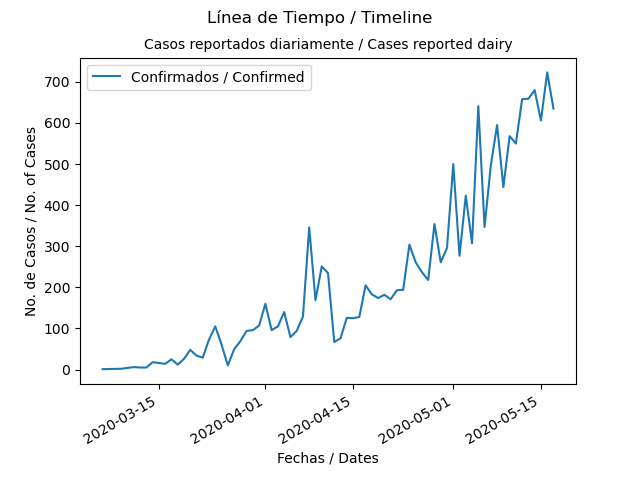 Línea de Tiempo / Timeline
Casos reportados diariamente / Cases reported dairy
Confirmados / Confirmed
No. de Casos / No. of Cases
700
600
500
400
300
200
100
0
2020-03-15
2020-04-01
2020-04-15
2020-05-01
2020-05-15
Fechas / Dates